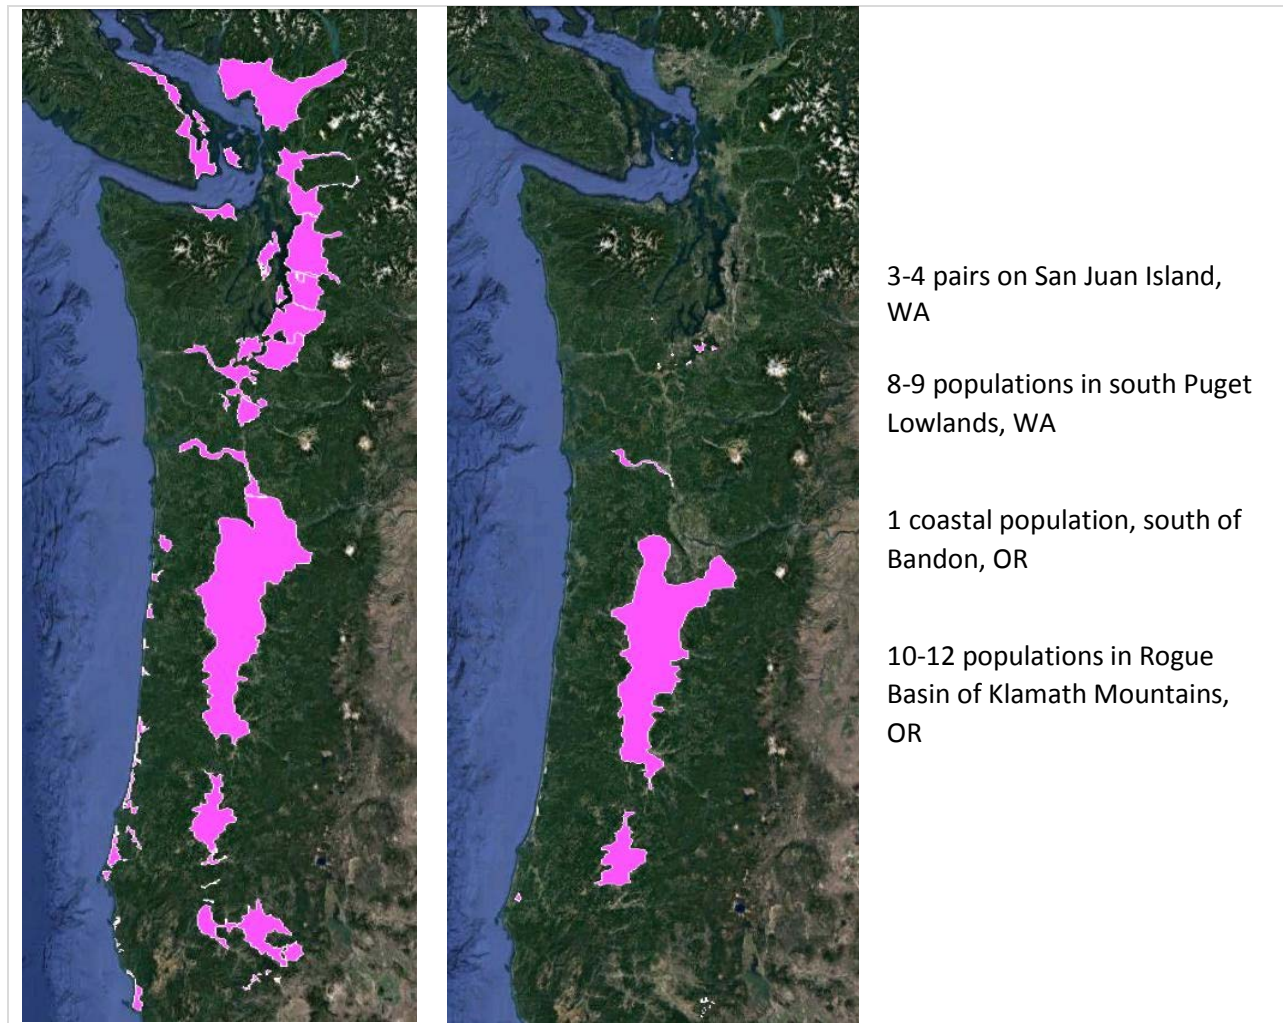 3-4 pairs on San Juan Island,
WA
8-9 populations in south Puget
Lowlands, WA
1 coastal population, south of
Bandon, OR
10-12 populations in Rogue
Basin of Klamath Mountains,
OR